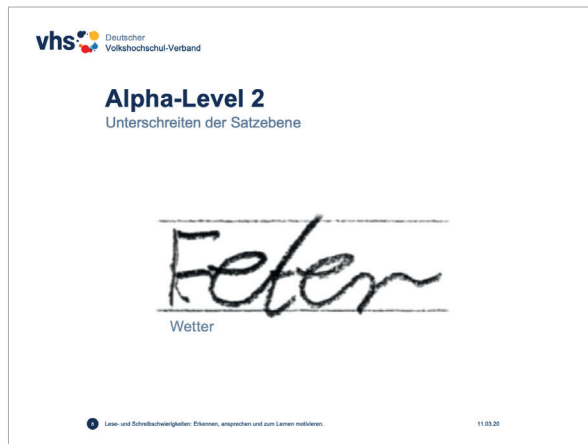 vhs
Deutscher
Volkshochschul-Verband
Alpha-Level 2
Unterschreiten der Satzebene
Feter
Wetter
6 Lese- und Schreibschwierigkeiten: Erkennen, ansprechen und zum Lernen motivieren. 11.03.20